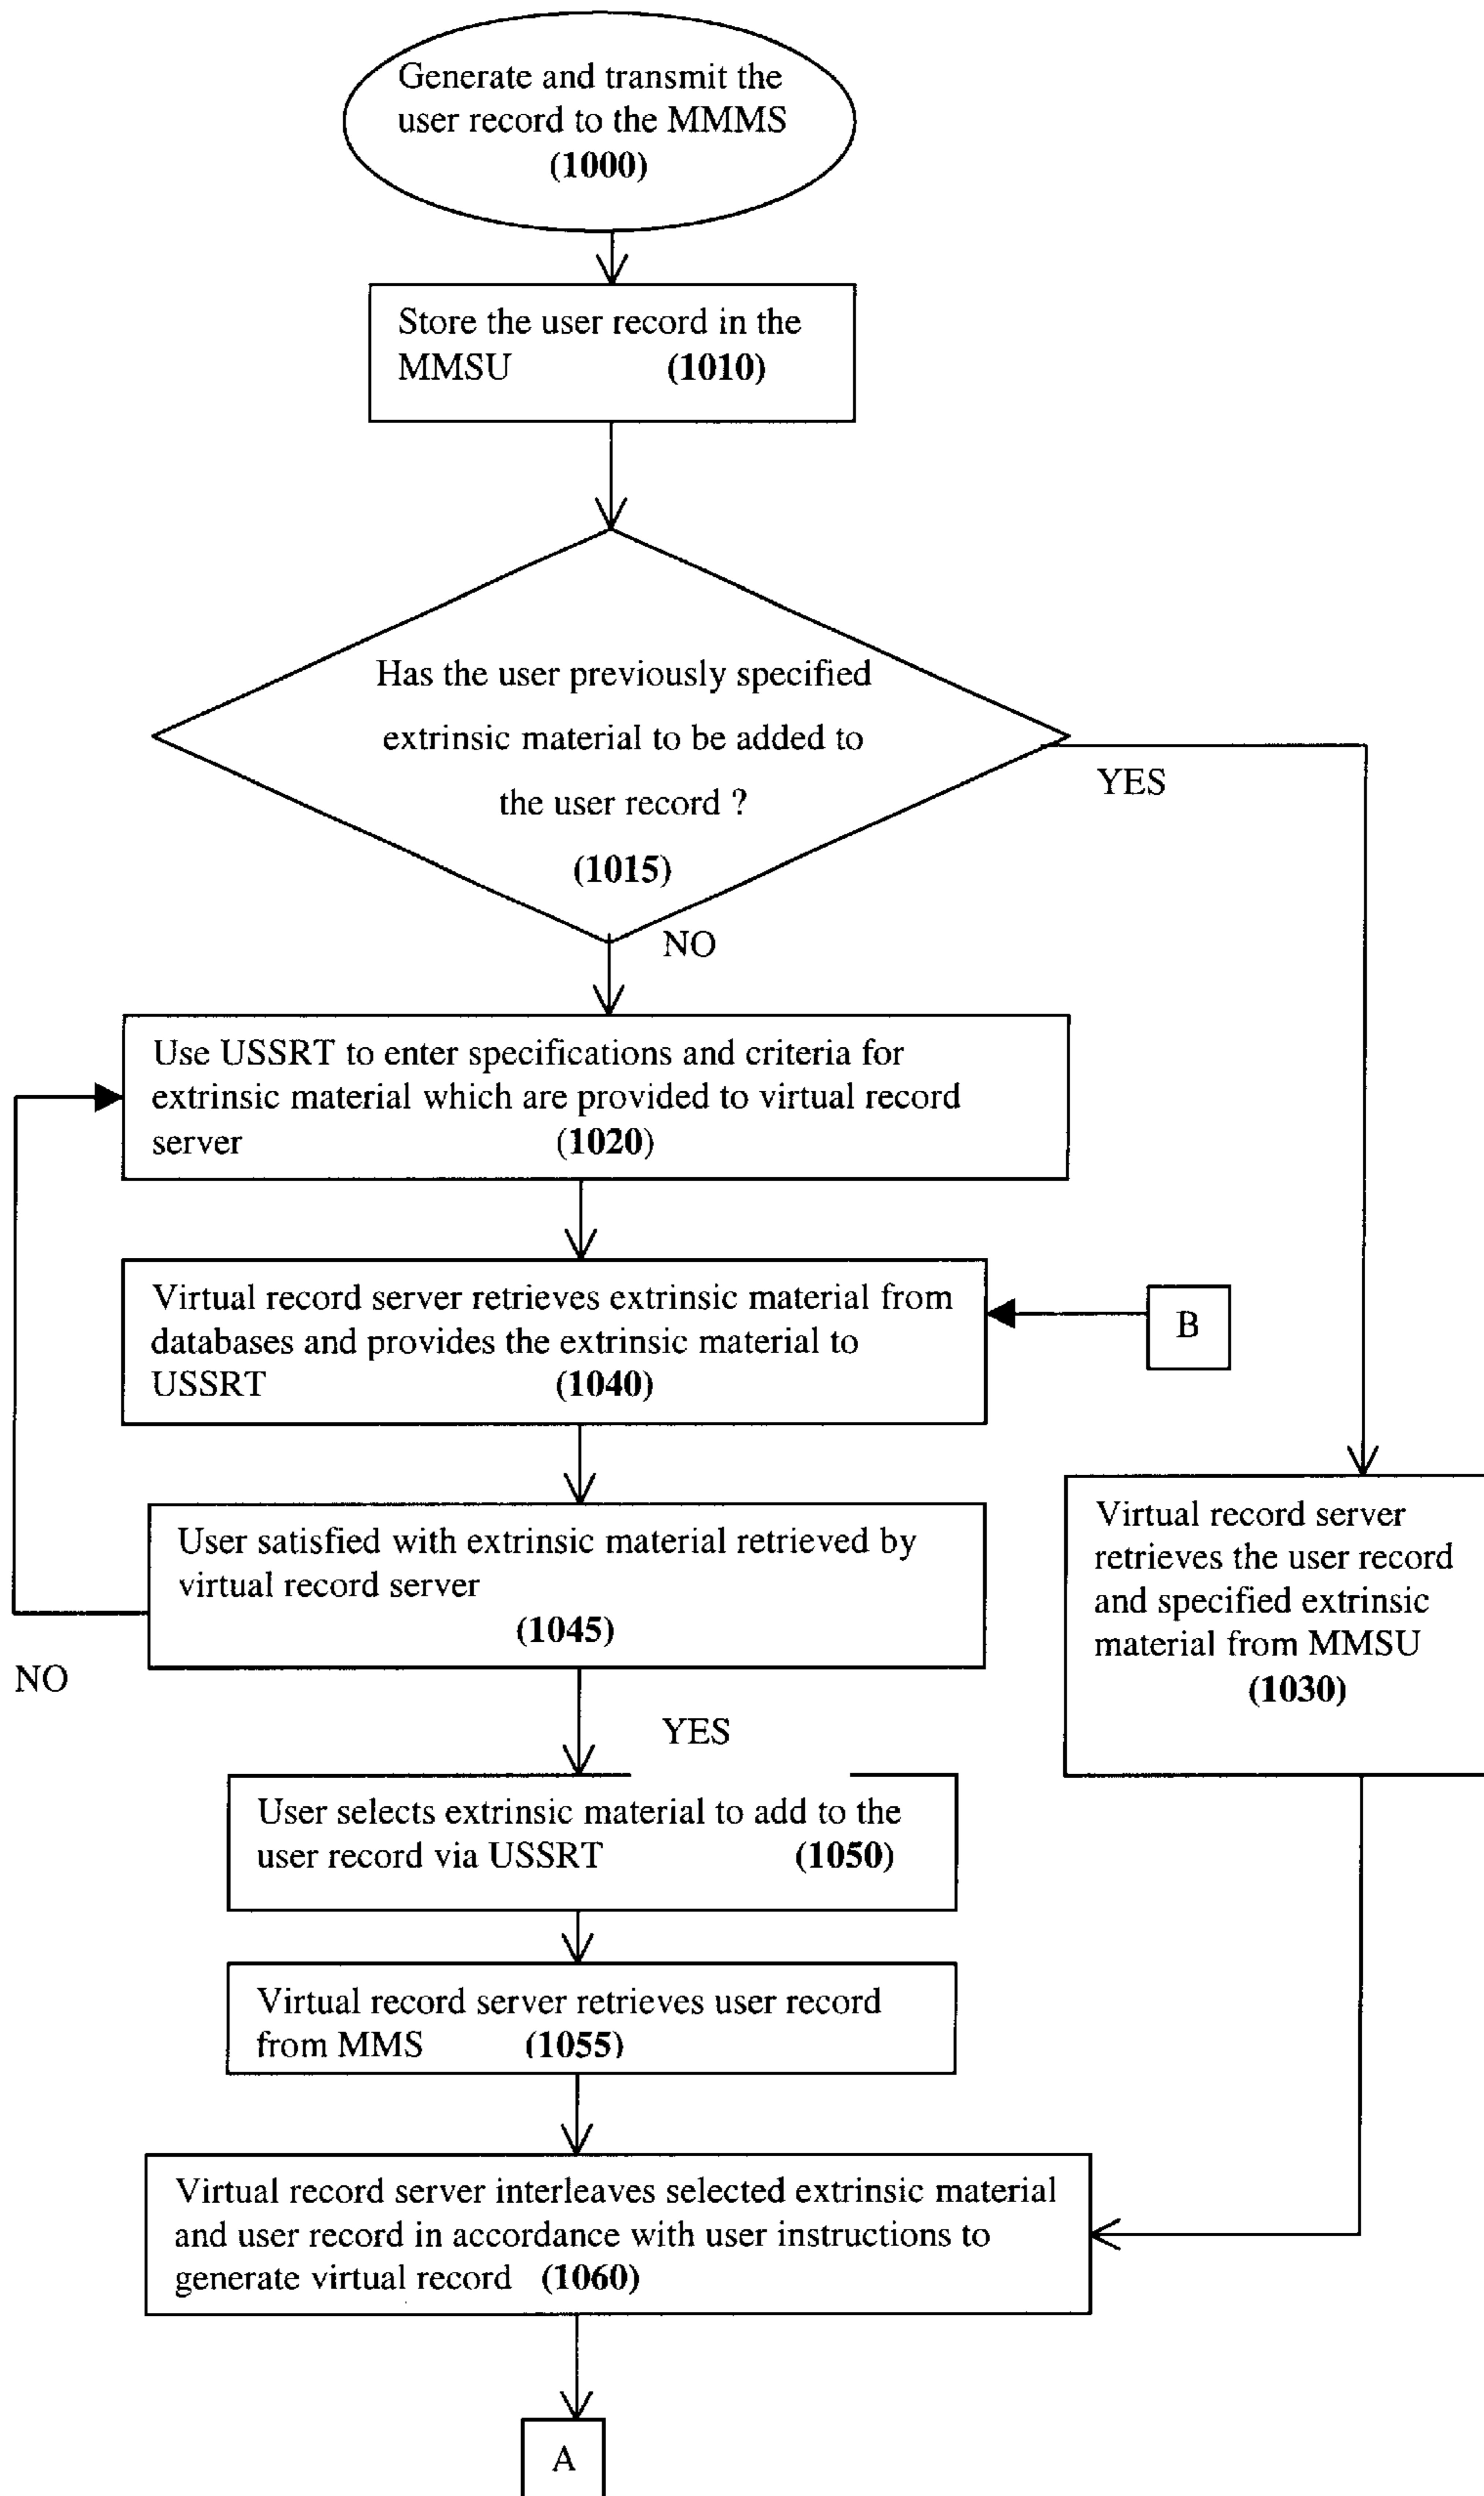 Generate and transmit the
user record to the MMMS
(1000)
Store the user record in the
MMSU (1010)
Has the user previously specified
extrinsic material to be added to
the user record ?
(1015)
YES
NO
Use USSRT to enter specifications and criteria for
extrinsic material which are provided to virtual record
server (1020)
Virtual record server retrieves extrinsic material from
databases and provides the extrinsic material to
USSRT (1040)
B
User satisfied with extrinsic material retrieved by
virtual record server
(1045)
NO
YES
Virtual record server
retrieves the user record
and specified extrinsic
material from MMSU
(1030)
User selects extrinsic material to add to the
user record via USSRT (1050)
Virtual record server retrieves user record
from MMS (1055)
Virtual record server interleaves selected extrinsic material
and user record in accordance with user instructions to
generate virtual record (1060)
A